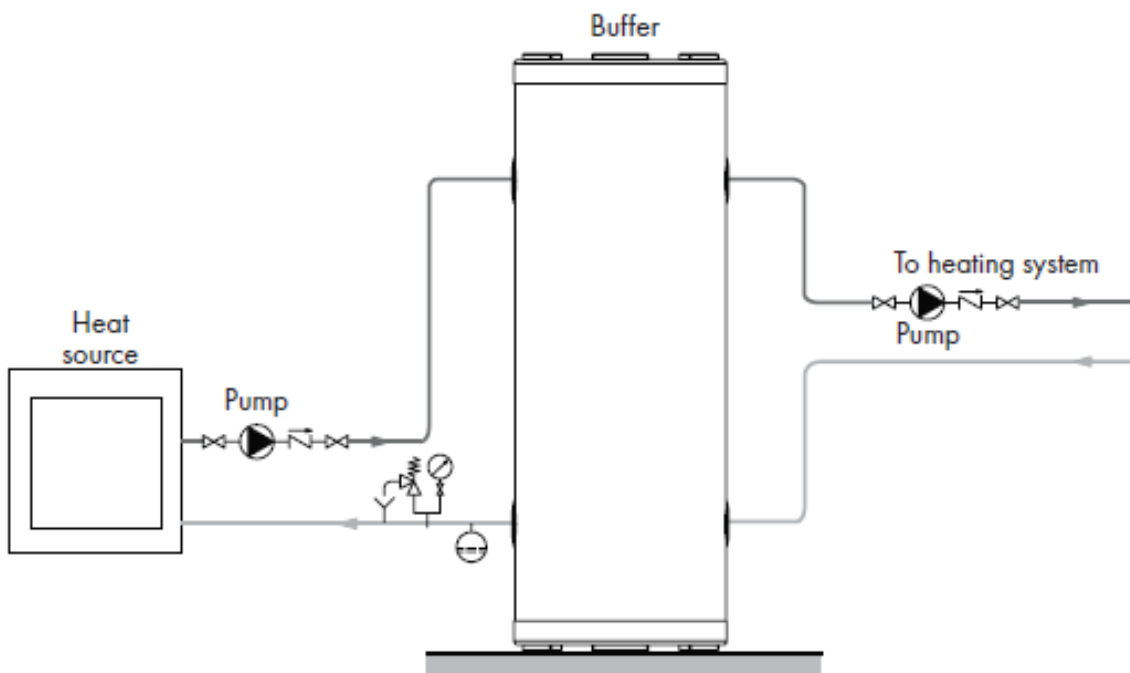 Buffer
To heating system
Pump
Heat
source
Pump